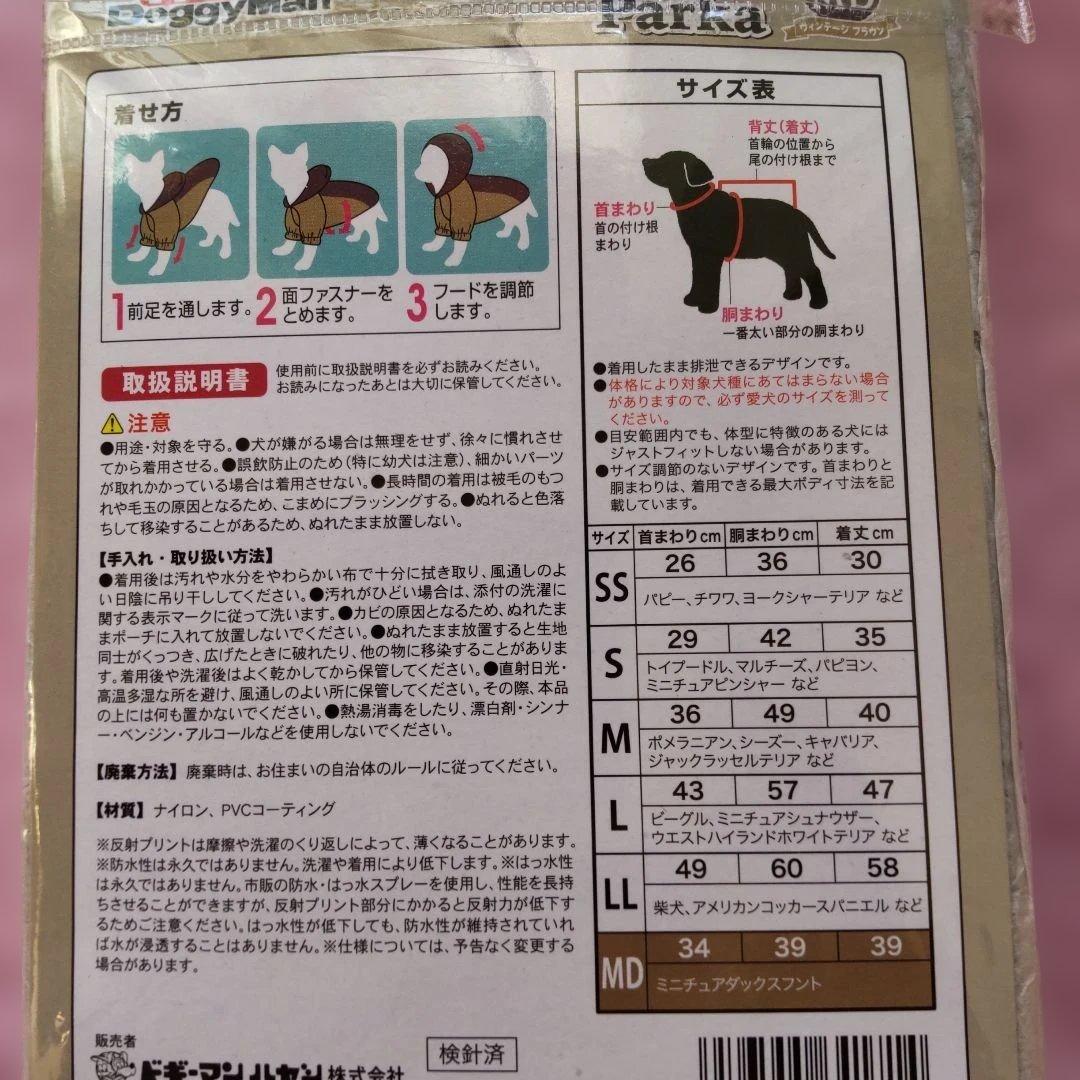 DoggyMan
Parka
ヴィンテージ ブラウン
着せ方
1 前足を通します。
2 面ファスナーを
とめます。
3 フードを調節
します。
取扱説明書
使用前に取扱説明書を必ずお読みください。
お読みになったあとは大切に保管してください。
注意
●用途・対象を守る。●犬が嫌がる場合は無理をせず、徐々に慣れさせ
てから着用させる。●誤飲防止のため(特に幼犬は注意)、細かいパーツ
が取れかかっている場合は着用させない。●長時間の着用は被毛のもつ
れや毛玉の原因となるため、こまめにブラッシングする。●ぬれると色落
ちして移染することがあるため、ぬれたまま放置しない。
【手入れ・取り扱い方法】
●着用後は汚れや水分をやわらかい布で十分に拭き取り、風通しのよ
い日陰に吊り干ししてください。●汚れがひどい場合は、添付の洗濯に
関する表示マークに従って洗います。●カビの原因となるため、ぬれたま
まポーチに入れて放置しないでください。●ぬれたまま放置すると生地
同士がくっつき、広げたときに破れたり、他の物に移染することがありま
す。着用後や洗濯後はよく乾かしてから保管してください。●直射日光・
高温多湿な所を避け、風通しのよい所に保管してください。その際、本品
の上には何も置かないでください。●熱湯消毒をしたり、漂白剤・シンナ
ー・ベンジン・アルコールなどを使用しないでください。
【廃棄方法】廃棄時は、お住まいの自治体のルールに従ってください。
【材質】ナイロン、PVCコーティング
※反射プリントは摩擦や洗濯のくり返しによって、薄くなることがあります。
※防水性は永久ではありません。洗濯や着用により低下します。※はっ水性
は永久ではありません。市販の防水・はっ水スプレーを使用し、性能を長持
ちさせることができますが、反射プリント部分にかかると反射力が低下す
るためご注意ください。はっ水性が低下しても、防水性が維持されていれ
ば水が浸透することはありません。※仕様については、予告なく変更する
場合があります。
販売者
ドギーマンハヤシ株式会社
検針済
サイズ表
背丈(着丈)
首輪の位置から
尾の付け根まで
首まわり
首の付け根
まわり
胴まわり
一番太い部分の胴まわり
●着用したまま排泄できるデザインです。
●体格により対象犬種にあてはまらない場合
がありますので、必ず愛犬のサイズを測って
ください。
●目安範囲内でも、体型に特徴のある犬には
ジャストフィットしない場合があります。
●サイズ調節のないデザインです。首まわりと
胴まわりは、着用できる最大ボディ寸法を記
載しています。
サイズ 首まわりcm 胴まわりcm 着丈cm
SS 26 36 30
パピー、チワワ、ヨークシャーテリア など
S 29 42 35
トイプードル、マルチーズ、パピヨン、
ミニチュアピンシャー など
M 36 49 40
ポメラニアン、シーズー、キャバリア、
ジャックラッセルテリア など
L 43 57 47
ビーグル、ミニチュアシュナウザー、
ウエストハイランドホワイトテリア など
LL 49 60 58
柴犬、アメリカンコッカースパニエル など
MD 34 39 39
ミニチュアダックスフント